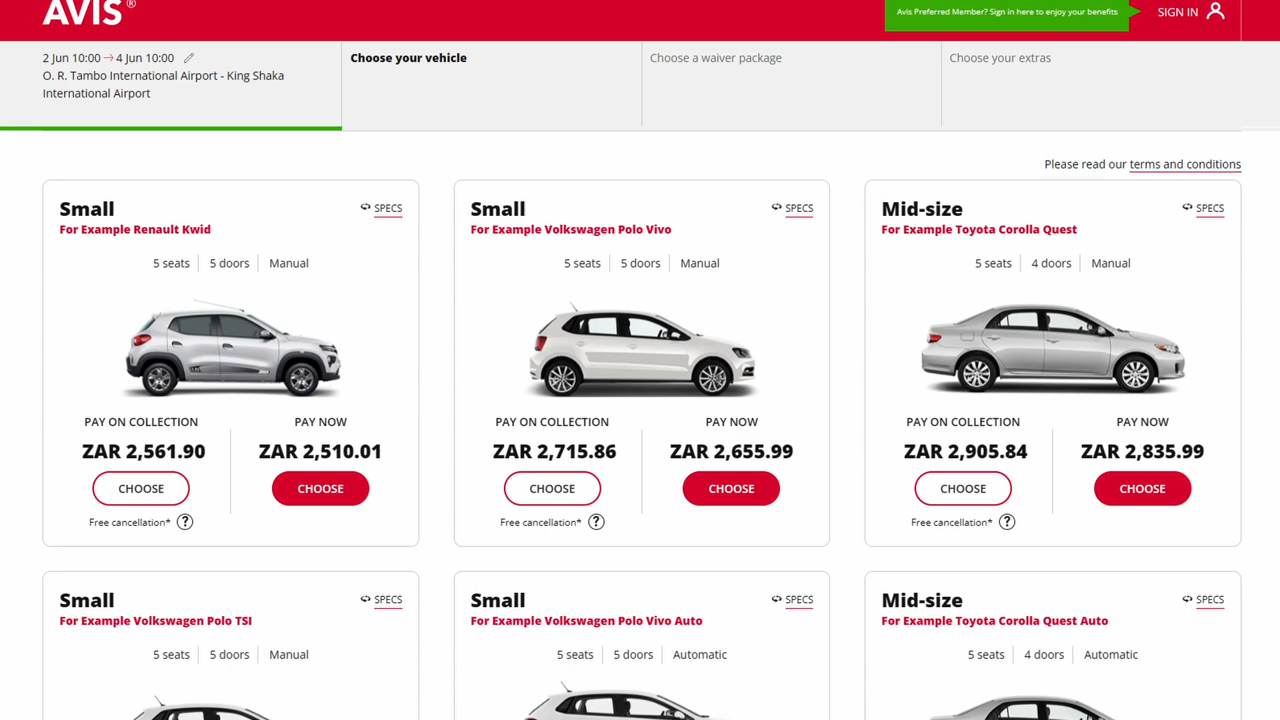 AVIS®
Avis Preferred Member? Sign in here to enjoy your benefits
SIGN IN
2 Jun 10:00 → 4 Jun 10:00
O. R. Tambo International Airport - King Shaka
International Airport
Choose your vehicle
Choose a waiver package
Choose your extras
Please read our terms and conditions
Small
SPECS
For Example Renault Kwid
5 seats
5 doors
Manual
PAY ON COLLECTION
PAY NOW
ZAR 2,561.90
ZAR 2,510.01
CHOOSE
CHOOSE
Free cancellation* ?
Small
SPECS
For Example Volkswagen Polo Vivo
5 seats
5 doors
Manual
PAY ON COLLECTION
PAY NOW
ZAR 2,715.86
ZAR 2,655.99
CHOOSE
CHOOSE
Free cancellation* ?
Mid-size
SPECS
For Example Toyota Corolla Quest
5 seats
4 doors
Manual
PAY ON COLLECTION
PAY NOW
ZAR 2,905.84
ZAR 2,835.99
CHOOSE
CHOOSE
Free cancellation* ?
Small
SPECS
For Example Volkswagen Polo TSI
5 seats
5 doors
Manual
Small
SPECS
For Example Volkswagen Polo Vivo Auto
5 seats
5 doors
Automatic
Mid-size
SPECS
For Example Toyota Corolla Quest Auto
5 seats
4 doors
Automatic